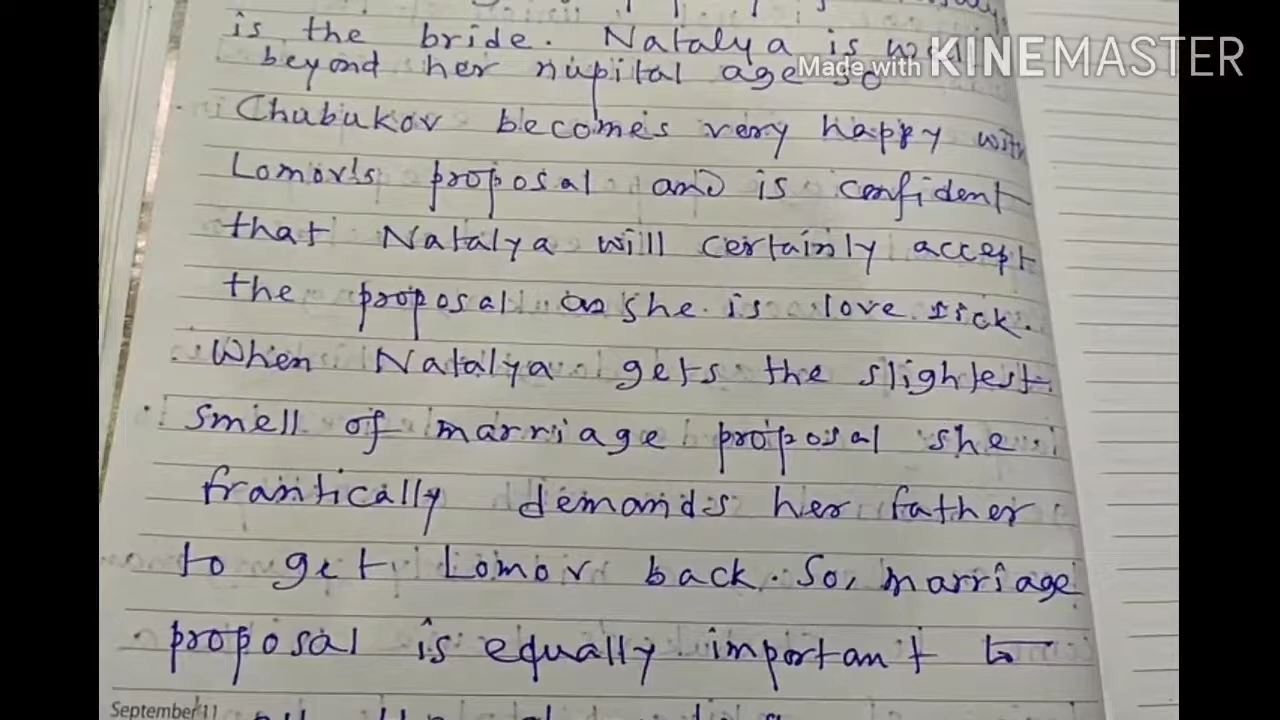 is the bride. Natalya is
beyond her nupital age so
Made with KINEMASTER
Chubukov becomes very happy with
Lomov's proposal and is confident
that Natalya will certainly accept
the proposal as she is love sick.
When Natalya gets the slightest
smell of marriage proposal she
frantically demands her father
to get Lomov back. So, marriage
proposal is equally important to
September 11